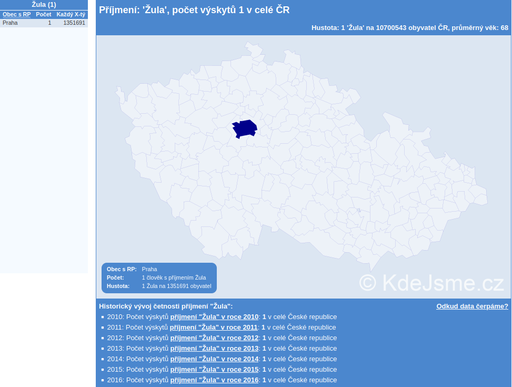 Žula (1)
Obec s RP Počet Každý X-tý
Praha 1 1351691
Příjmení: 'Žula', počet výskytů 1 v celé ČR
Hustota: 1 'Žula' na 10700543 obyvatel ČR, průměrný věk: 68
Obec s RP: Praha
Počet: 1 člověk s příjmením Žula
Hustota: 1 Žula na 1351691 obyvatel
© KdeJsme.cz
Historický vývoj četnosti příjmení "Žula": Odkud data čerpáme?
2010: Počet výskytů příjmení "Žula" v roce 2010: 1 v celé České republice
2011: Počet výskytů příjmení "Žula" v roce 2011: 1 v celé České republice
2012: Počet výskytů příjmení "Žula" v roce 2012: 1 v celé České republice
2013: Počet výskytů příjmení "Žula" v roce 2013: 1 v celé České republice
2014: Počet výskytů příjmení "Žula" v roce 2014: 1 v celé České republice
2015: Počet výskytů příjmení "Žula" v roce 2015: 1 v celé České republice
2016: Počet výskytů příjmení "Žula" v roce 2016: 1 v celé České republice